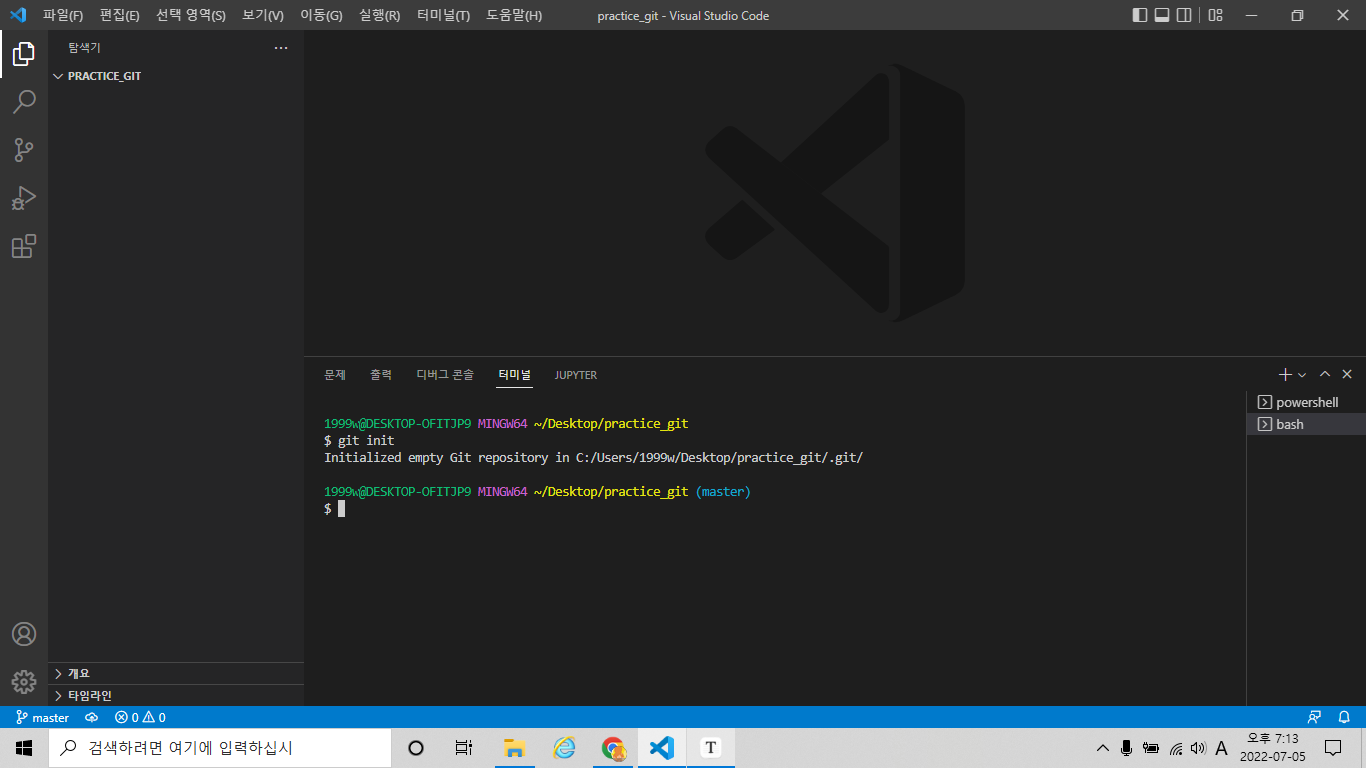 파일(F) 편집(E) 선택 영역(S) 보기(V) 이동(G) 실행(R) 터미널(T) 도움말(H) practice_git - Visual Studio Code
탐색기
PRACTICE_GIT
문제 출력 디버그 콘솔 터미널 JUPYTER
powershell
bash
1999w@DESKTOP-OFITJP9 MINGW64 ~/Desktop/practice_git
$ git init
Initialized empty Git repository in C:/Users/1999w/Desktop/practice_git/.git/
1999w@DESKTOP-OFITJP9 MINGW64 ~/Desktop/practice_git (master)
$
개요
타임라인
master 0 0
검색하려면 여기에 입력하십시
T
A
오후 7:13
2022-07-05